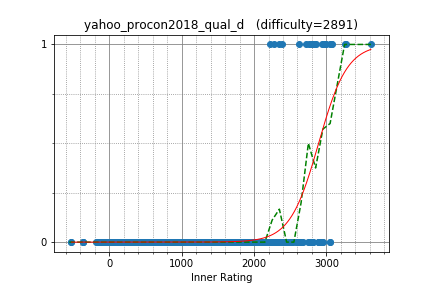 yahoo_procon2018_qual_d   (difficulty=2891)
1
0
0 1000 2000 3000
Inner Rating